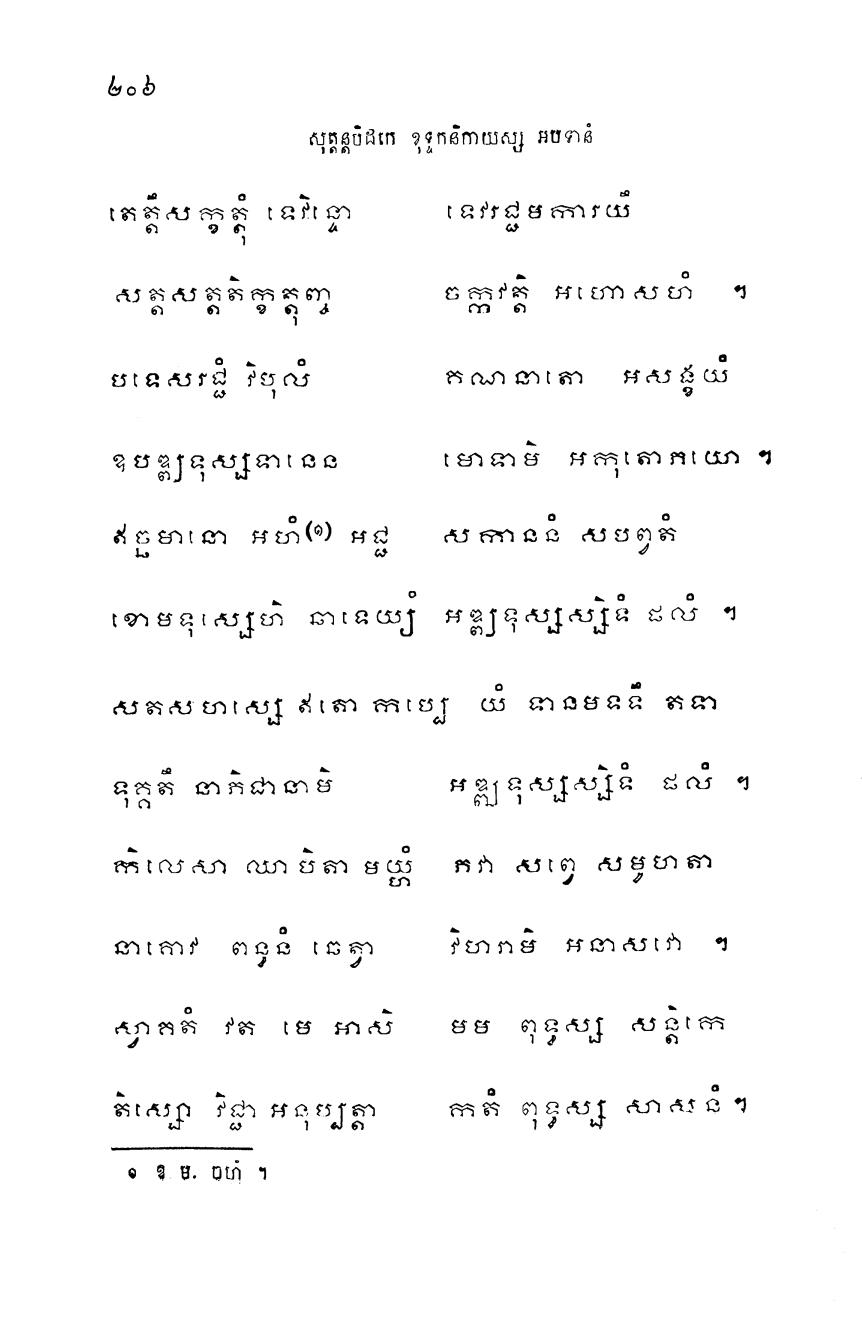 ២០៦
សុត្តន្តបិដកេ ខុទ្ទកនិកាយស្ស អបទានំ
តេត្តឹសក្ខត្តុំ ទេវិន្ទោ ទេវរជ្ជមការយឹ
សត្តសត្តតិក្ខត្តុញ្ច ចក្កវត្តិ អហោសហំ ។
បទេសរជ្ជំ វិបុលំ គណនាតោ អសង្ខយំ
ឧបឌ្ឍទុស្សទានេន មោទាមិ អកុតោភយោ ។
ឥច្ឆមានោ អហំ(១) អជ្ជ សកាននំ សបព្វតំ
ខោមទុស្សេហិ ឆាទេយ្យំ អឌ្ឍទុស្សស្សិទំ ផលំ ។
សតសហស្សេ ឥតោ កប្បេ យំ ទានមទទឹ តទា
ទុគ្គតឹ នាភិជានាមិ អឌ្ឍទុស្សស្សិទំ ផលំ ។
កិលេសា ឈាបិតា មយ្ហំ ភវា សព្វេ សមូហតា
នាគោវ ពន្ធនំ ឆេត្វា វិហរាមិ អនាសវោ ។
ស្វាគតំ វត មេ អាសិ មម ពុទ្ធស្ស សន្តិកេ
តិស្សោ វិជ្ជា អនុប្បត្តា កតំ ពុទ្ធស្ស សាសនំ ។
១ ឱ ម. ចហំ ។